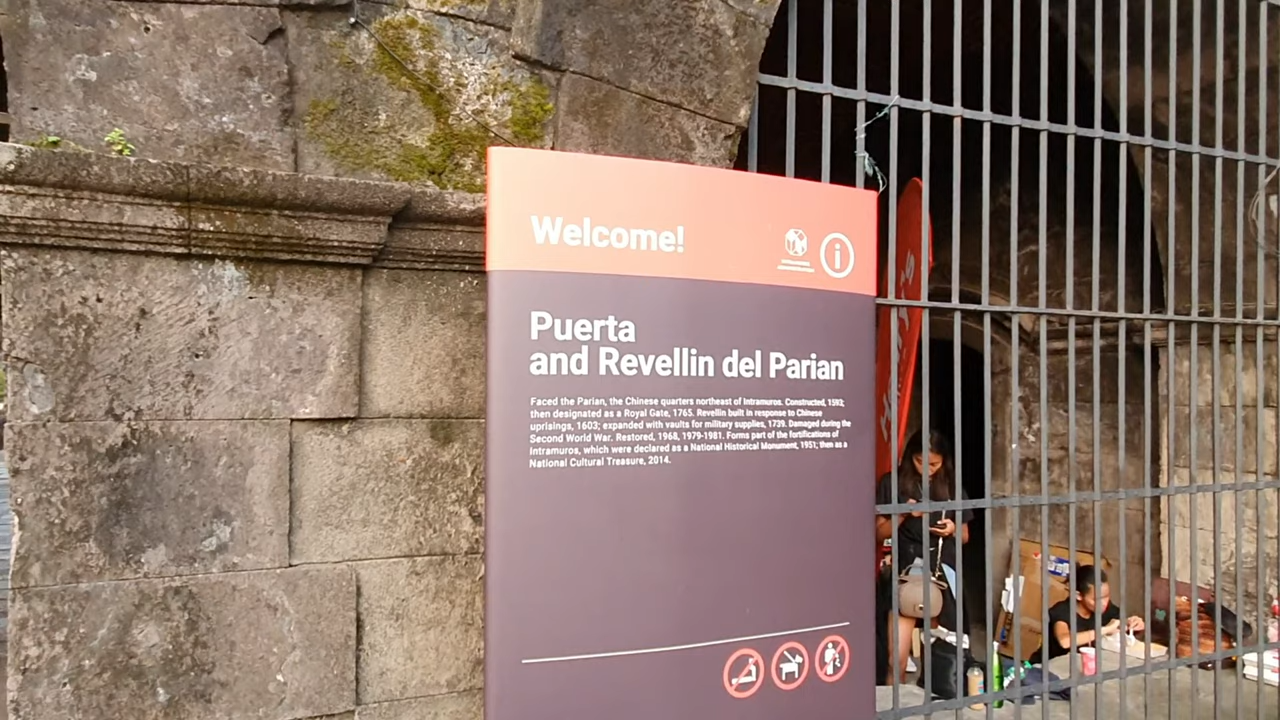 Welcome!
i
Puerta
and Revellin del Parian
Faced the Parian, the Chinese quarters northeast of Intramuros. Constructed, 1593;
then designated as a Royal Gate, 1765. Revellin built in response to Chinese
uprisings, 1603; expanded with vaults for military supplies, 1739. Damaged during the
Second World War. Restored, 1968, 1979-1981. Forms part of the fortifications of
Intramuros, which were declared as a National Historical Monument, 1951; then as a
National Cultural Treasure, 2014.